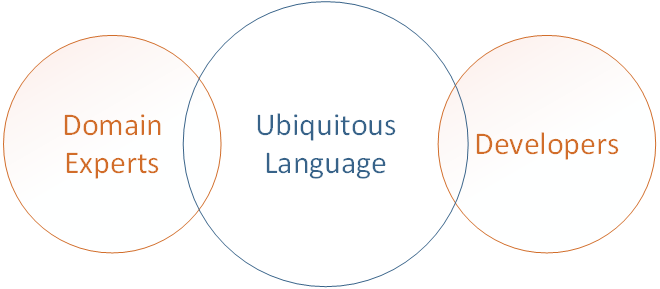 Domain
Experts
Ubiquitous
Language
Developers